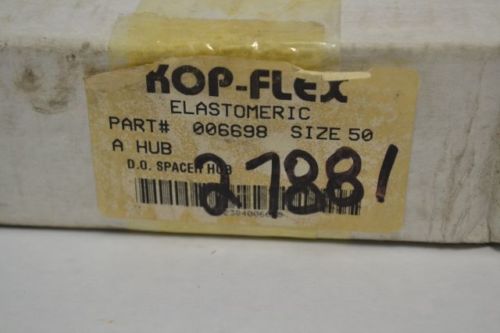 KOP-FLEX
ELASTOMERIC
PART# 006698 SIZE 50
A HUB
D.O. SPACER HUB
27881